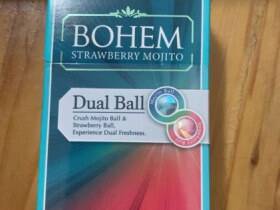 BOHEM
STRAWBERRY MOJITO
Dual Ball
Crush Mojito Ball &
Strawberry Ball,
Experience Dual Freshness.